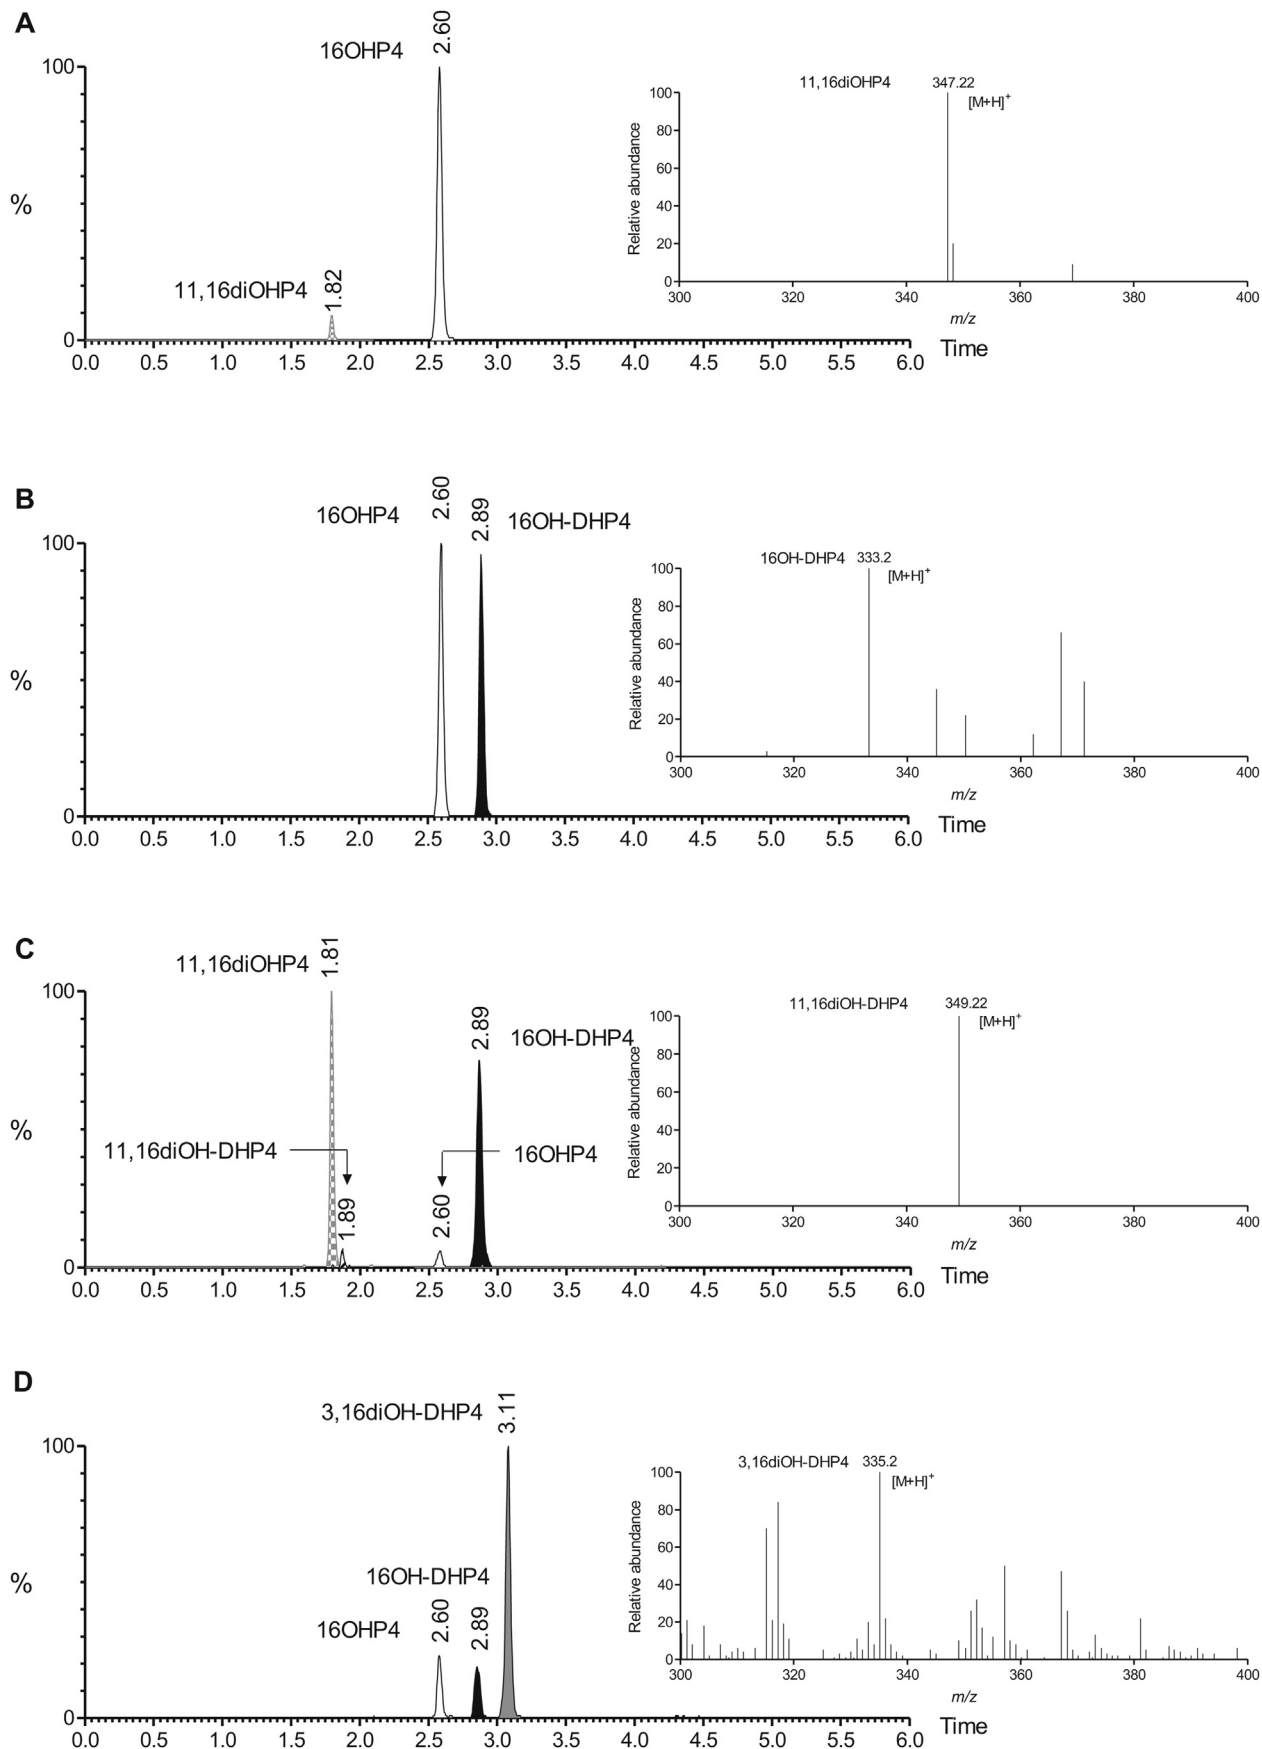 A
2.60
16OHP4
100
%
11,16diOHP4
1.82
0
0.0 0.5 1.0 1.5 2.0 2.5 3.0 3.5 4.0 4.5 5.0 5.5 6.0
Time
11,16diOHP4 347.22
[M+H]+
Relative abundance
100
80
60
40
20
0
300 320 340 360 380 400
m/z
B
2.60
16OHP4
2.89
16OH-DHP4
100
%
0
0.0 0.5 1.0 1.5 2.0 2.5 3.0 3.5 4.0 4.5 5.0 5.5 6.0
Time
16OH-DHP4 333.2
[M+H]+
Relative abundance
100
80
60
40
20
0
300 320 340 360 380 400
m/z
C
11,16diOHP4
1.81
100
2.89
16OH-DHP4
%
11,16diOH-DHP4
16OHP4
1.89
2.60
0
0.0 0.5 1.0 1.5 2.0 2.5 3.0 3.5 4.0 4.5 5.0 5.5 6.0
Time
11,16diOH-DHP4 349.22
[M+H]+
Relative abundance
100
80
60
40
20
0
300 320 340 360 380 400
m/z
D
3,16diOH-DHP4
3.11
100
%
16OH-DHP4
16OHP4
2.60
2.89
0
0.0 0.5 1.0 1.5 2.0 2.5 3.0 3.5 4.0 4.5 5.0 5.5 6.0
Time
3,16diOH-DHP4 335.2
[M+H]+
Relative abundance
100
80
60
40
20
0
300 320 340 360 380 400
m/z